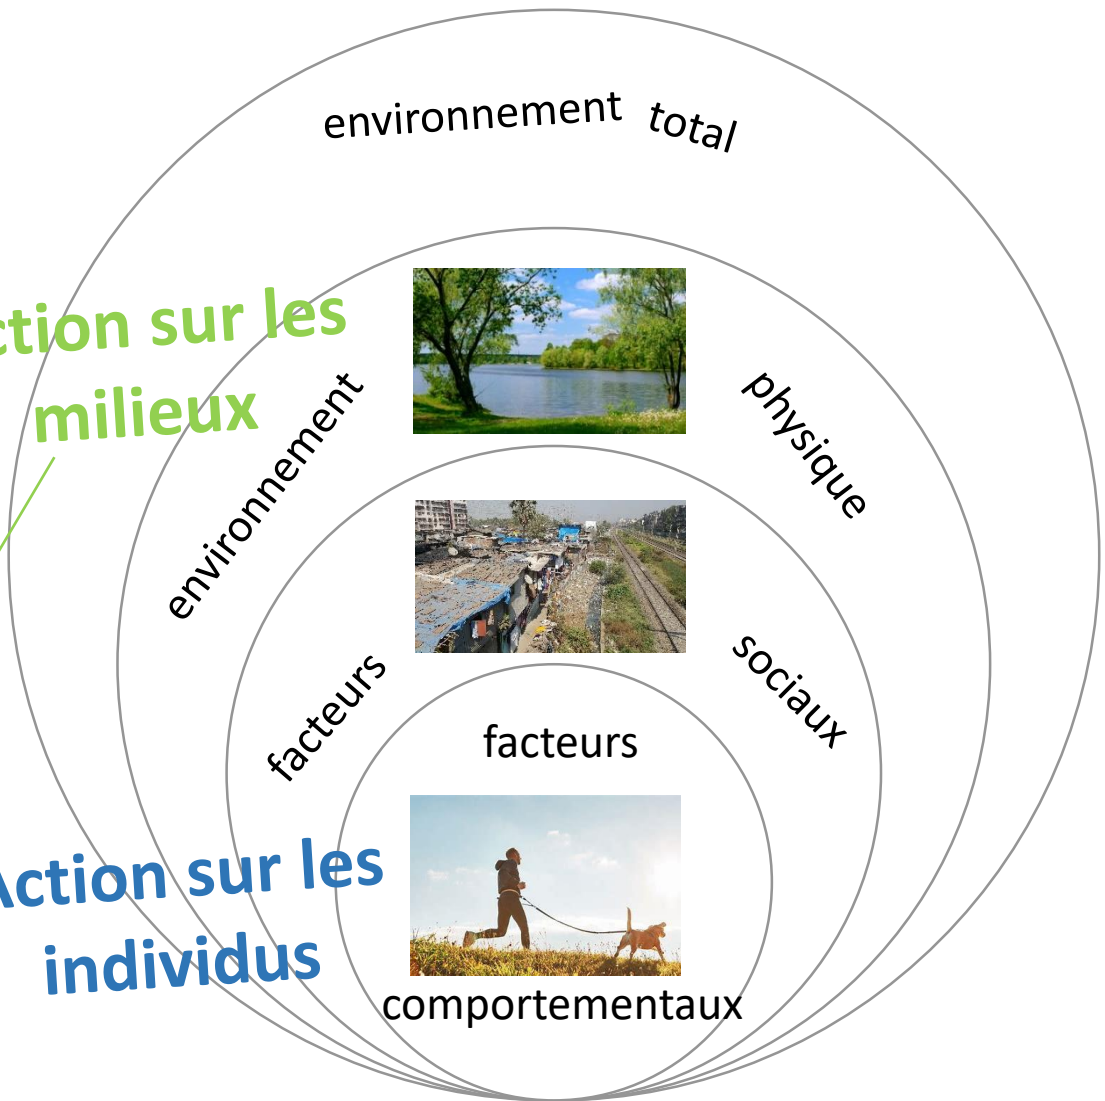 environnement total
ction sur les
milieux
environnement physique
facteurs sociaux
facteurs
comportementaux
Action sur les
individus